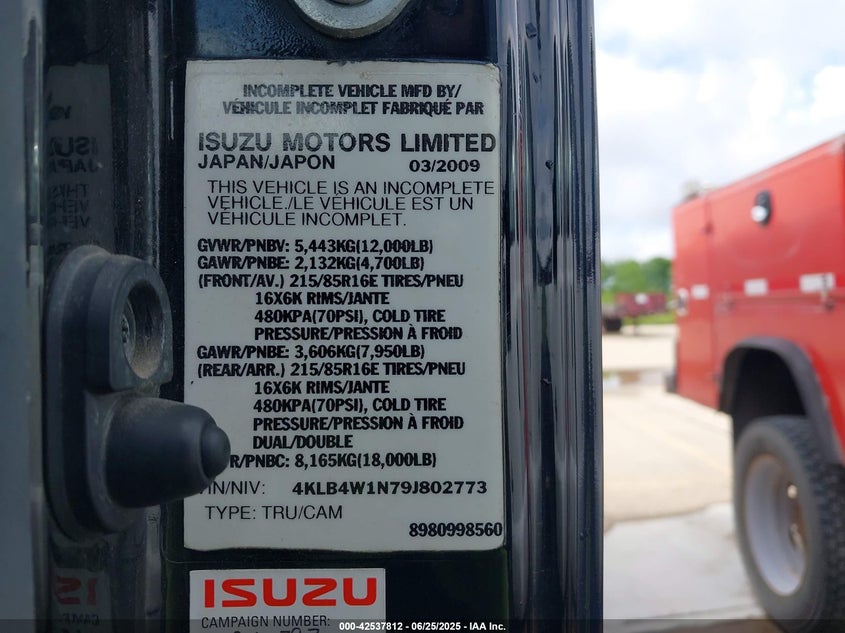 INCOMPLETE VEHICLE MFD BY/
VÉHICULE INCOMPLET FABRIQUÉ PAR
ISUZU MOTORS LIMITED
JAPAN/JAPON 03/2009
THIS VEHICLE IS AN INCOMPLETE
VEHICLE./LE VÉHICULE EST UN
VÉHICULE INCOMPLET.
GVWR/PNBV: 5,443KG(12,000LB)
GAWR/PNBE: 2,132KG(4,700LB)
(FRONT/AV.) 215/85R16E TIRES/PNEU
16X6K RIMS/JANTE
480KPA(70PSI), COLD TIRE
PRESSURE/PRESSION À FROID
GAWR/PNBE: 3,606KG(7,950LB)
(REAR/ARR.) 215/85R16E TIRES/PNEU
16X6K RIMS/JANTE
480KPA(70PSI), COLD TIRE
PRESSURE/PRESSION À FROID
DUAL/DOUBLE
/PNBC: 8,165KG(18,000LB)
/NIV: 4KLB4W1N79J802773
TYPE: TRU/CAM
8980998560
ISUZU
CAMPAIGN NUMBER:
000-42537812 - 06/25/2025 - IAA Inc.